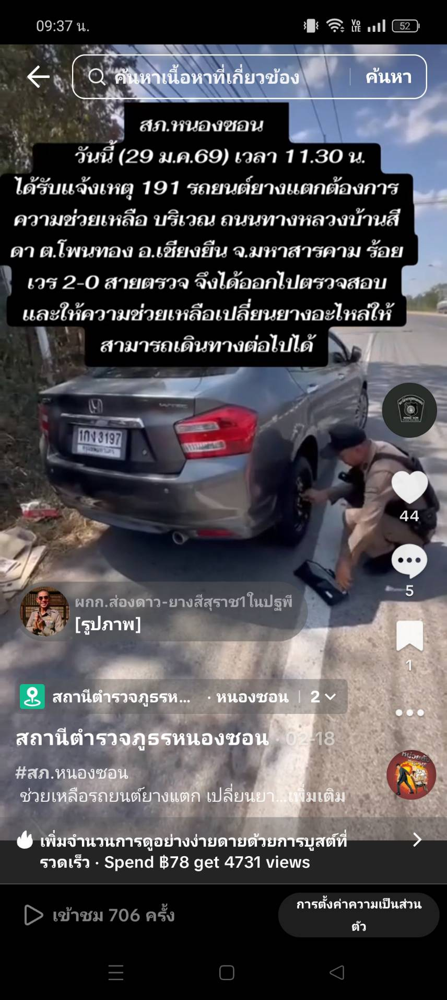 09:37 น.
Vo
LTE
52
ค้นหาเนื้อหาที่เกี่ยวข้อง
ค้นหา
สภ.หนองซอน
วันนี้ (29 ม.ค.69) เวลา 11.30 น.
ได้รับแจ้งเหตุ 191 รถยนต์ยางแตกต้องการ
ความช่วยเหลือ บริเวณ ถนนทางหลวงบ้านสี
ดา ต.โพนทอง อ.เชียงยืน จ.มหาสารคาม ร้อย
เวร 2-0 สายตรวจ จึงได้ออกไปตรวจสอบ
และให้ความช่วยเหลือเปลี่ยนยางอะไหล่ให้
สามารถเดินทางต่อไปได้
1กง 3197
กรุงเทพมหานคร
NONG SON
44
5
1
ผกก.ส่องดาว-ยางสีสุราช1ในปฐพี
[รูปภาพ]
สถานีตำรวจภูธรห... · หนองซอน | 2
สถานีตำรวจภูธรหนองซอน · 02-18
#สภ.หนองซอน
ช่วยเหลือรถยนต์ยางแตก เปลี่ยนยา...เพิ่มเติม
เพิ่มจำนวนการดูอย่างง่ายดายด้วยการบูสต์ที่
รวดเร็ว · Spend ฿78 get 4731 views
เข้าชม 706 ครั้ง
การตั้งค่าความเป็นส่วน
ตัว